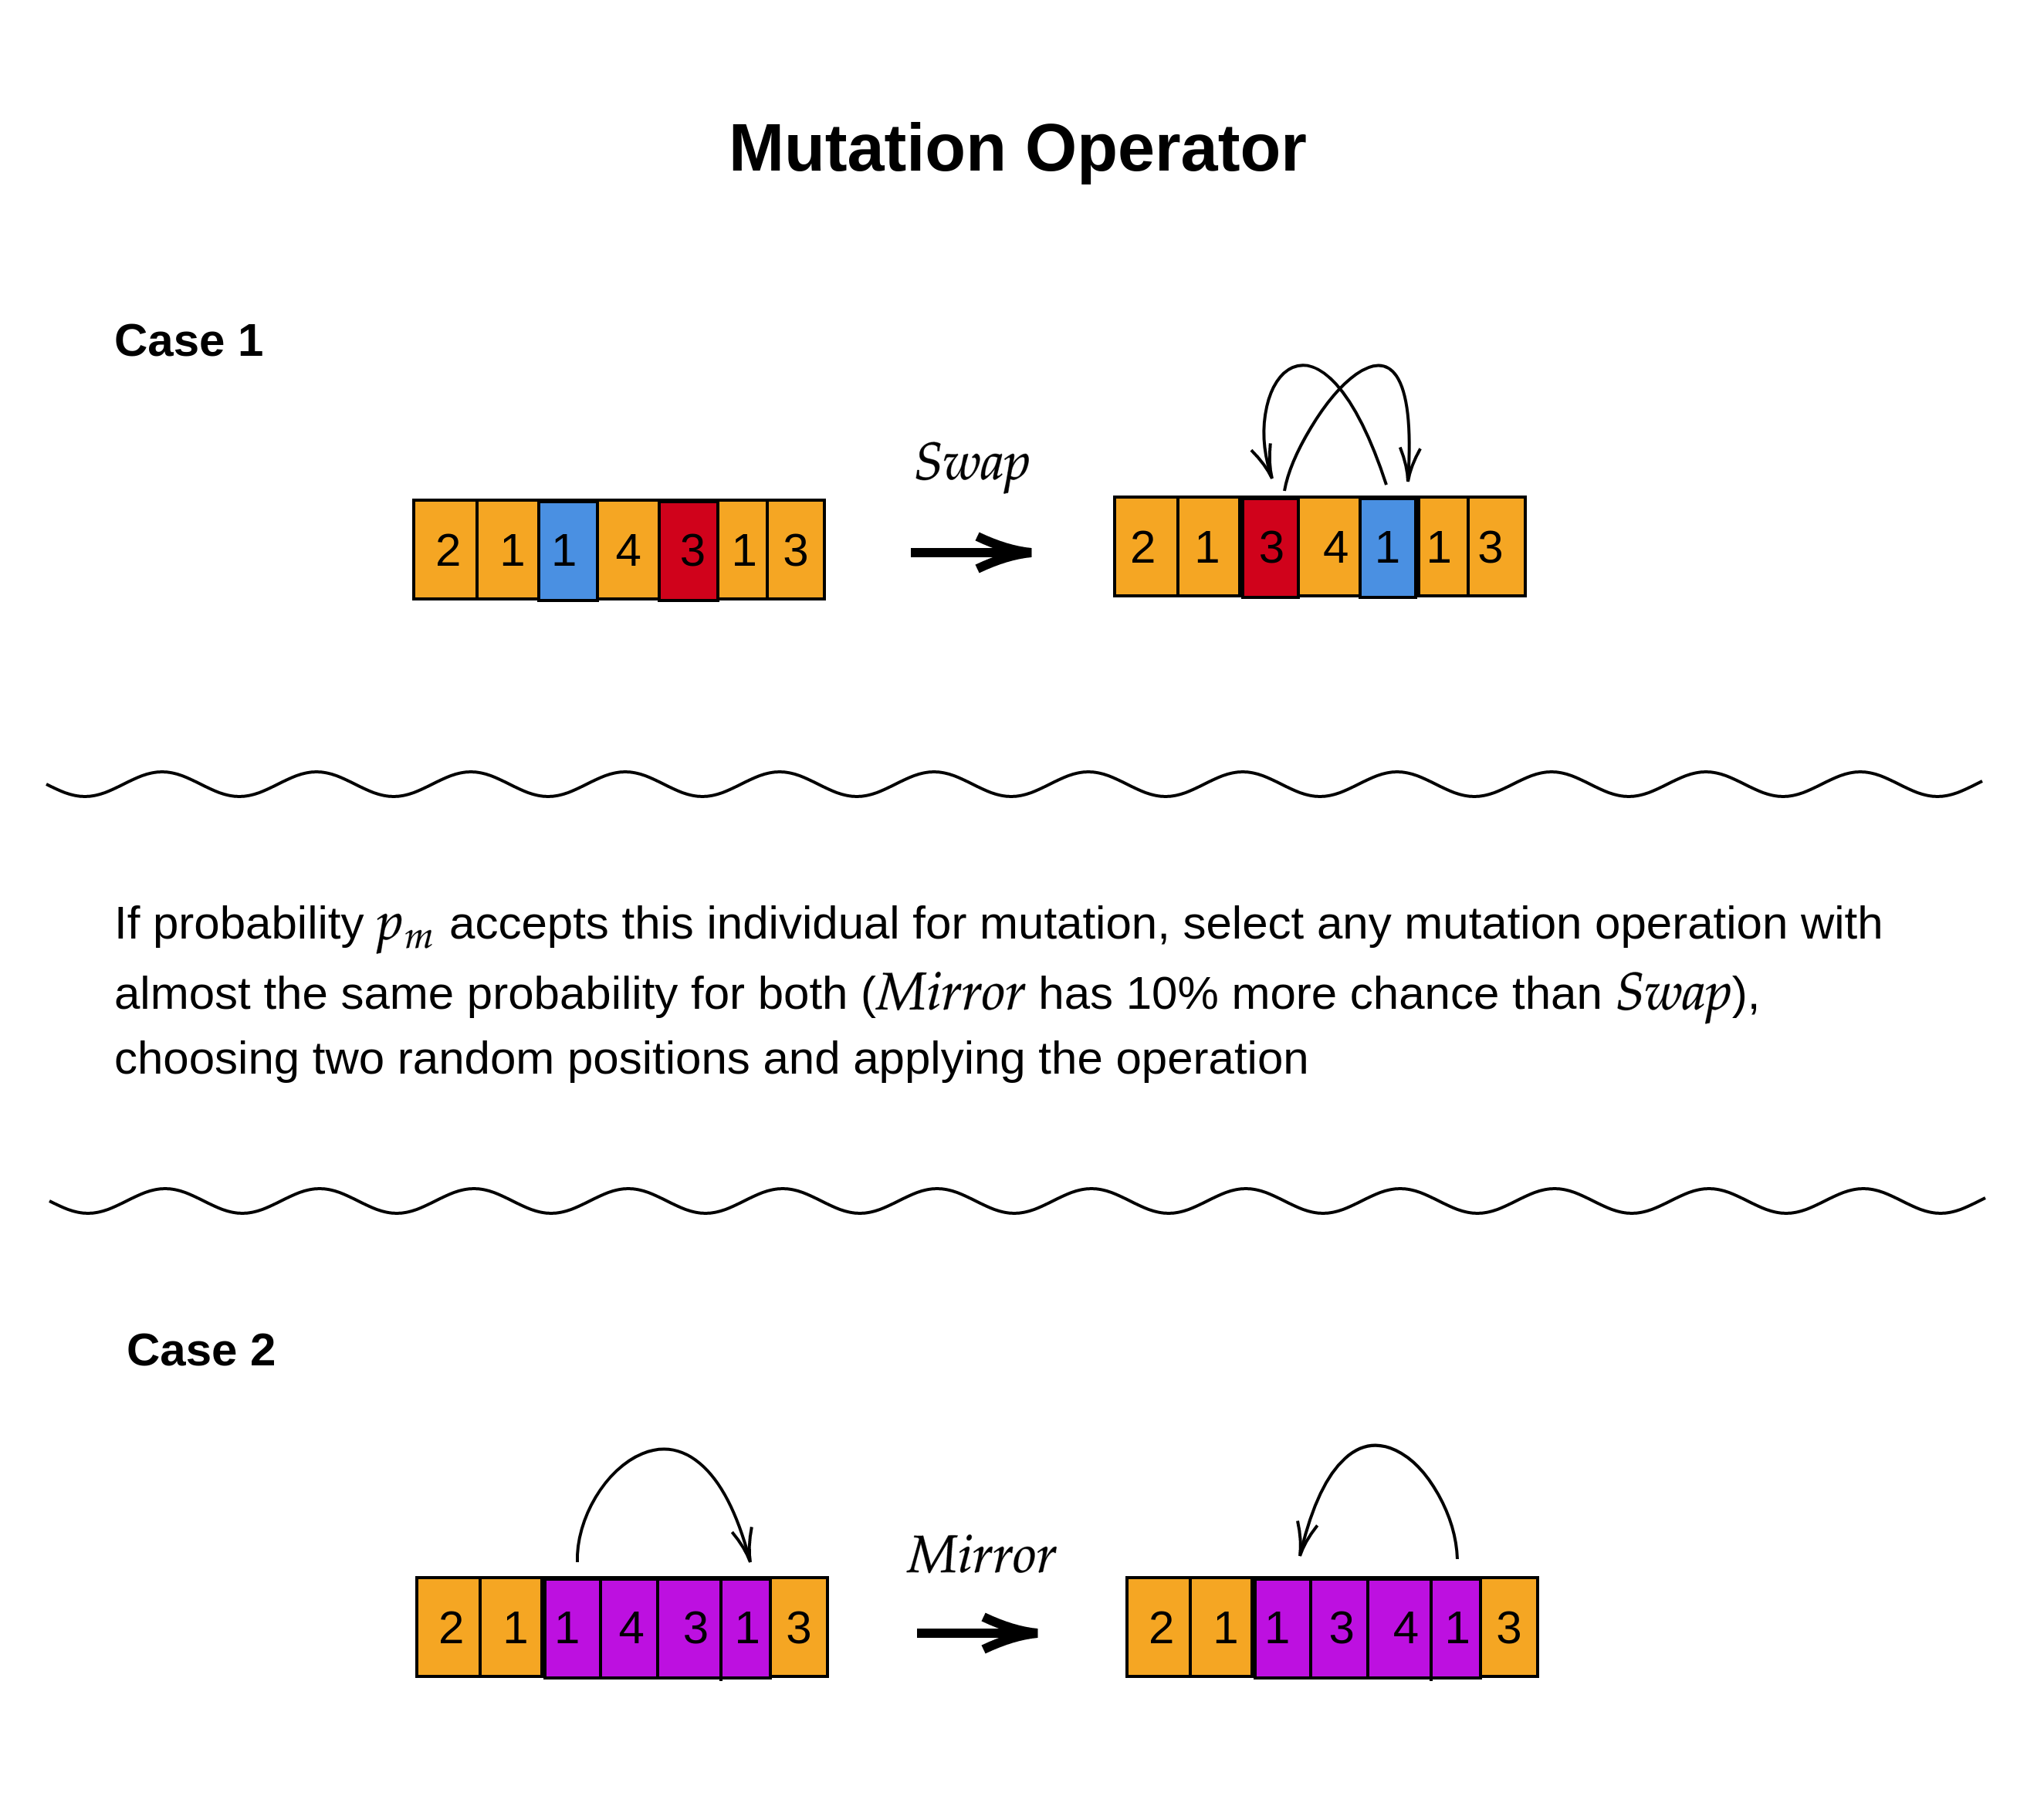 Mutation Operator
Case 1
Swap
2 1 1 4 3 1 3
2 1 3 4 1 1 3
If probability pₘ accepts this individual for mutation, select any mutation operation with
almost the same probability for both (Mirror has 10% more chance than Swap),
choosing two random positions and applying the operation
Case 2
Mirror
2 1 1 4 3 1 3
2 1 1 3 4 1 3